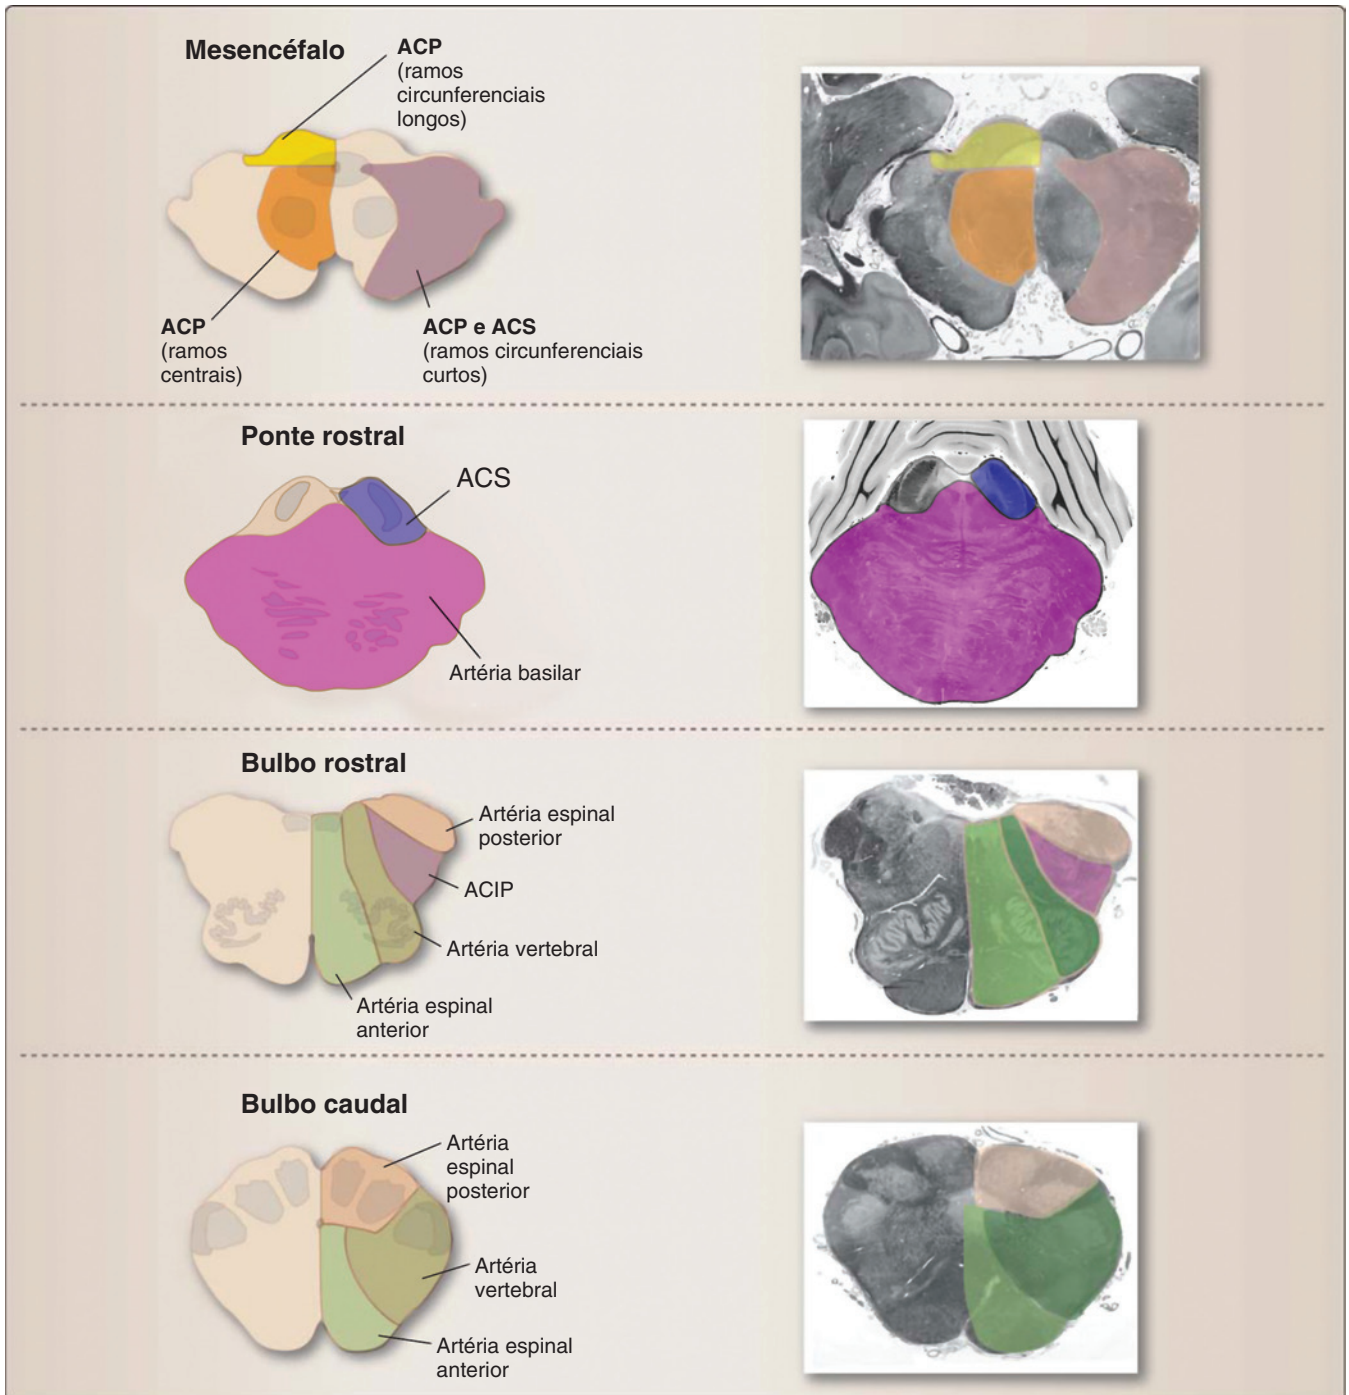 Mesencéfalo
ACP
(ramos
circunferenciais
longos)
ACP
(ramos
centrais)
ACP e ACS
(ramos circunferenciais
curtos)
Ponte rostral
ACS
Artéria basilar
Bulbo rostral
Artéria espinal
posterior
ACIP
Artéria vertebral
Artéria espinal
anterior
Bulbo caudal
Artéria
espinal
posterior
Artéria
vertebral
Artéria espinal
anterior